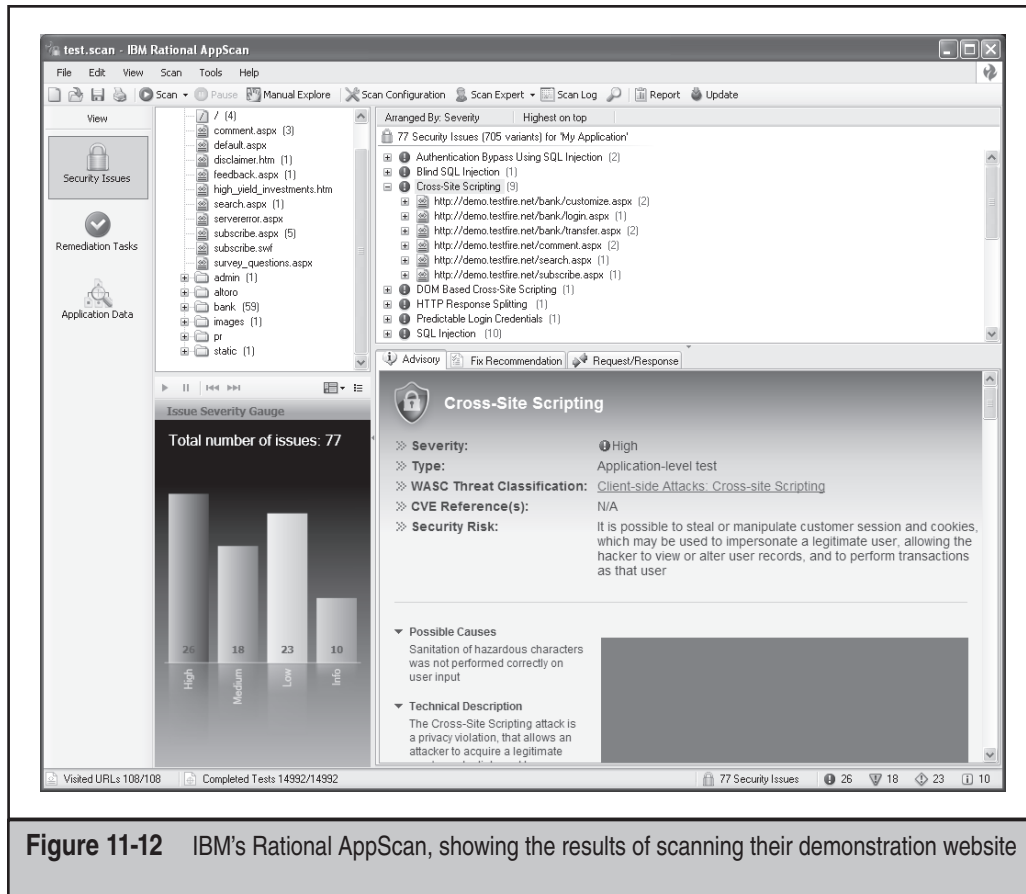 test.scan - IBM Rational AppScan
File Edit View Scan Tools Help
Scan Pause Manual Explore Scan Configuration Scan Expert Scan Log Report Update
View
Security Issues
Remediation Tasks
Application Data
/ (4)
comment.aspx (3)
default.aspx
disclaimer.htm (1)
feedback.aspx (1)
high_yield_investments.htm
search.aspx (1)
servererror.aspx
subscribe.aspx (5)
subscribe.swf
survey_questions.aspx
admin (1)
altoro
bank (59)
images (1)
pr
static (1)
Arranged By: Severity Highest on top
77 Security Issues (705 variants) for 'My Application'
Authentication Bypass Using SQL Injection (2)
Blind SQL Injection (1)
Cross-Site Scripting (9)
http://demo.testfire.net/bank/customize.aspx (2)
http://demo.testfire.net/bank/login.aspx (1)
http://demo.testfire.net/bank/transfer.aspx (2)
http://demo.testfire.net/comment.aspx (2)
http://demo.testfire.net/search.aspx (1)
http://demo.testfire.net/subscribe.aspx (1)
DOM Based Cross-Site Scripting (1)
HTTP Response Splitting (1)
Predictable Login Credentials (1)
SQL Injection (10)
Issue Severity Gauge
Total number of issues: 77
26 18 23 10
High Medium Low Info
Advisory Fix Recommendation Request/Response
Cross-Site Scripting
Severity: High
Type: Application-level test
WASC Threat Classification: Client-side Attacks: Cross-site Scripting
CVE Reference(s): N/A
Security Risk: It is possible to steal or manipulate customer session and cookies,
which may be used to impersonate a legitimate user, allowing the
hacker to view or alter user records, and to perform transactions
as that user
Possible Causes
Sanitation of hazardous characters
was not performed correctly on
user input
Technical Description
The Cross-Site Scripting attack is
a privacy violation, that allows an
attacker to acquire a legitimate
Visited URLs 108/108 Completed Tests 14992/14992 77 Security Issues 26 18 23 10
Figure 11-12 IBM's Rational AppScan, showing the results of scanning their demonstration website